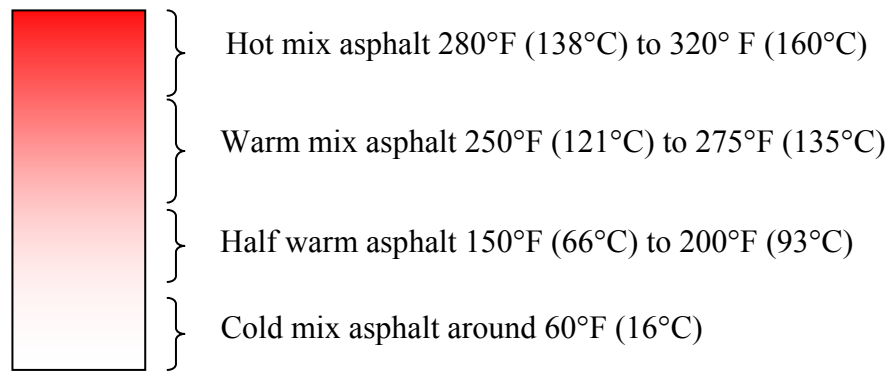 Hot mix asphalt 280°F (138°C) to 320° F (160°C)
Warm mix asphalt 250°F (121°C) to 275°F (135°C)
Half warm asphalt 150°F (66°C) to 200°F (93°C)
Cold mix asphalt around 60°F (16°C)